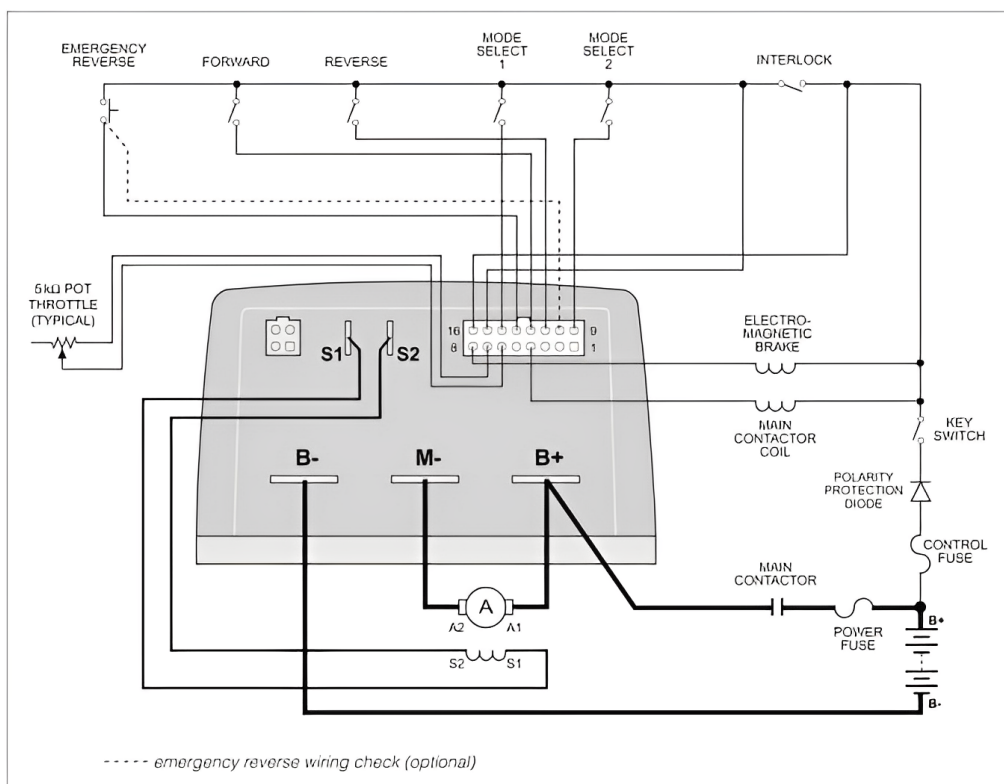 EMERGENCY
REVERSE
FORWARD
REVERSE
MODE
SELECT
1
MODE
SELECT
2
INTERLOCK
5kΩ POT
THROTTLE
(TYPICAL)
S1
S2
16
9
8
1
ELECTRO-
MAGNETIC
BRAKE
MAIN
CONTACTOR
COIL
KEY
SWITCH
B-
M-
B+
POLARITY
PROTECTION
DIODE
CONTROL
FUSE
MAIN
CONTACTOR
POWER
FUSE
A
A2
A1
S2
S1
B+
B-
emergency reverse wiring check (optional)